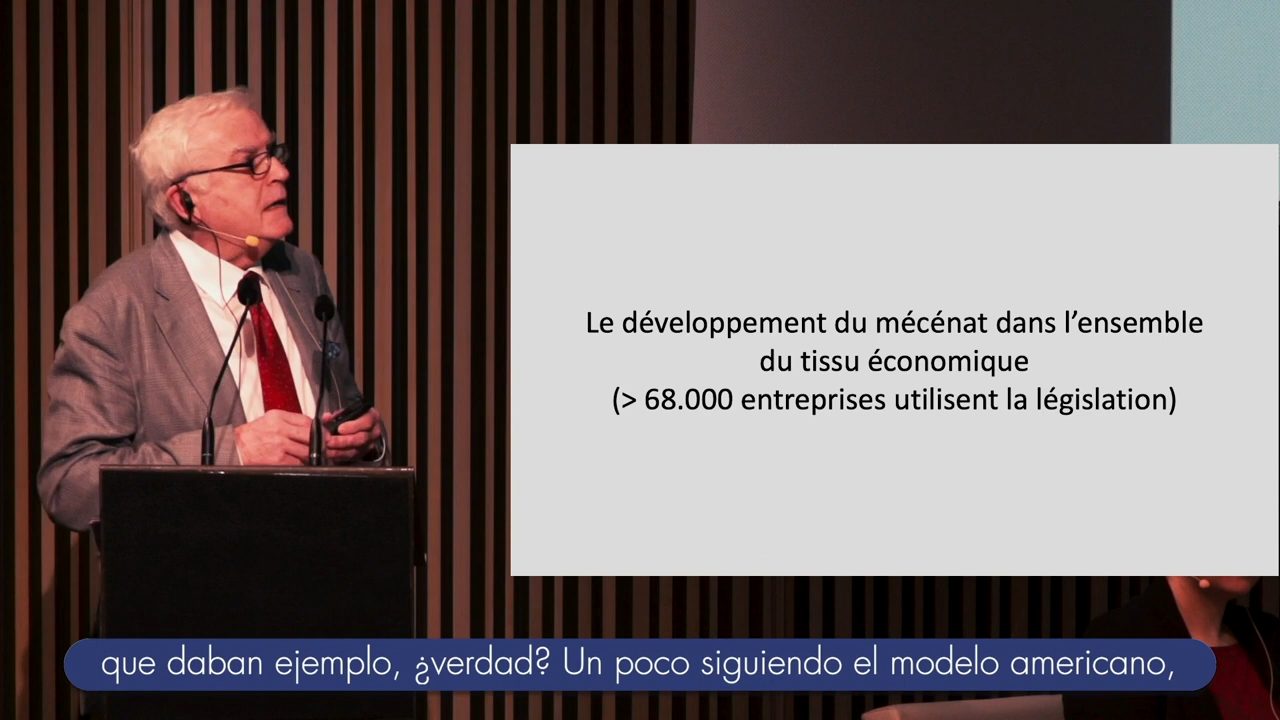 Le développement du mécénat dans l’ensemble
du tissu économique
(> 68.000 entreprises utilisent la législation)
que daban ejemplo, ¿verdad? Un poco siguiendo el modelo americano,